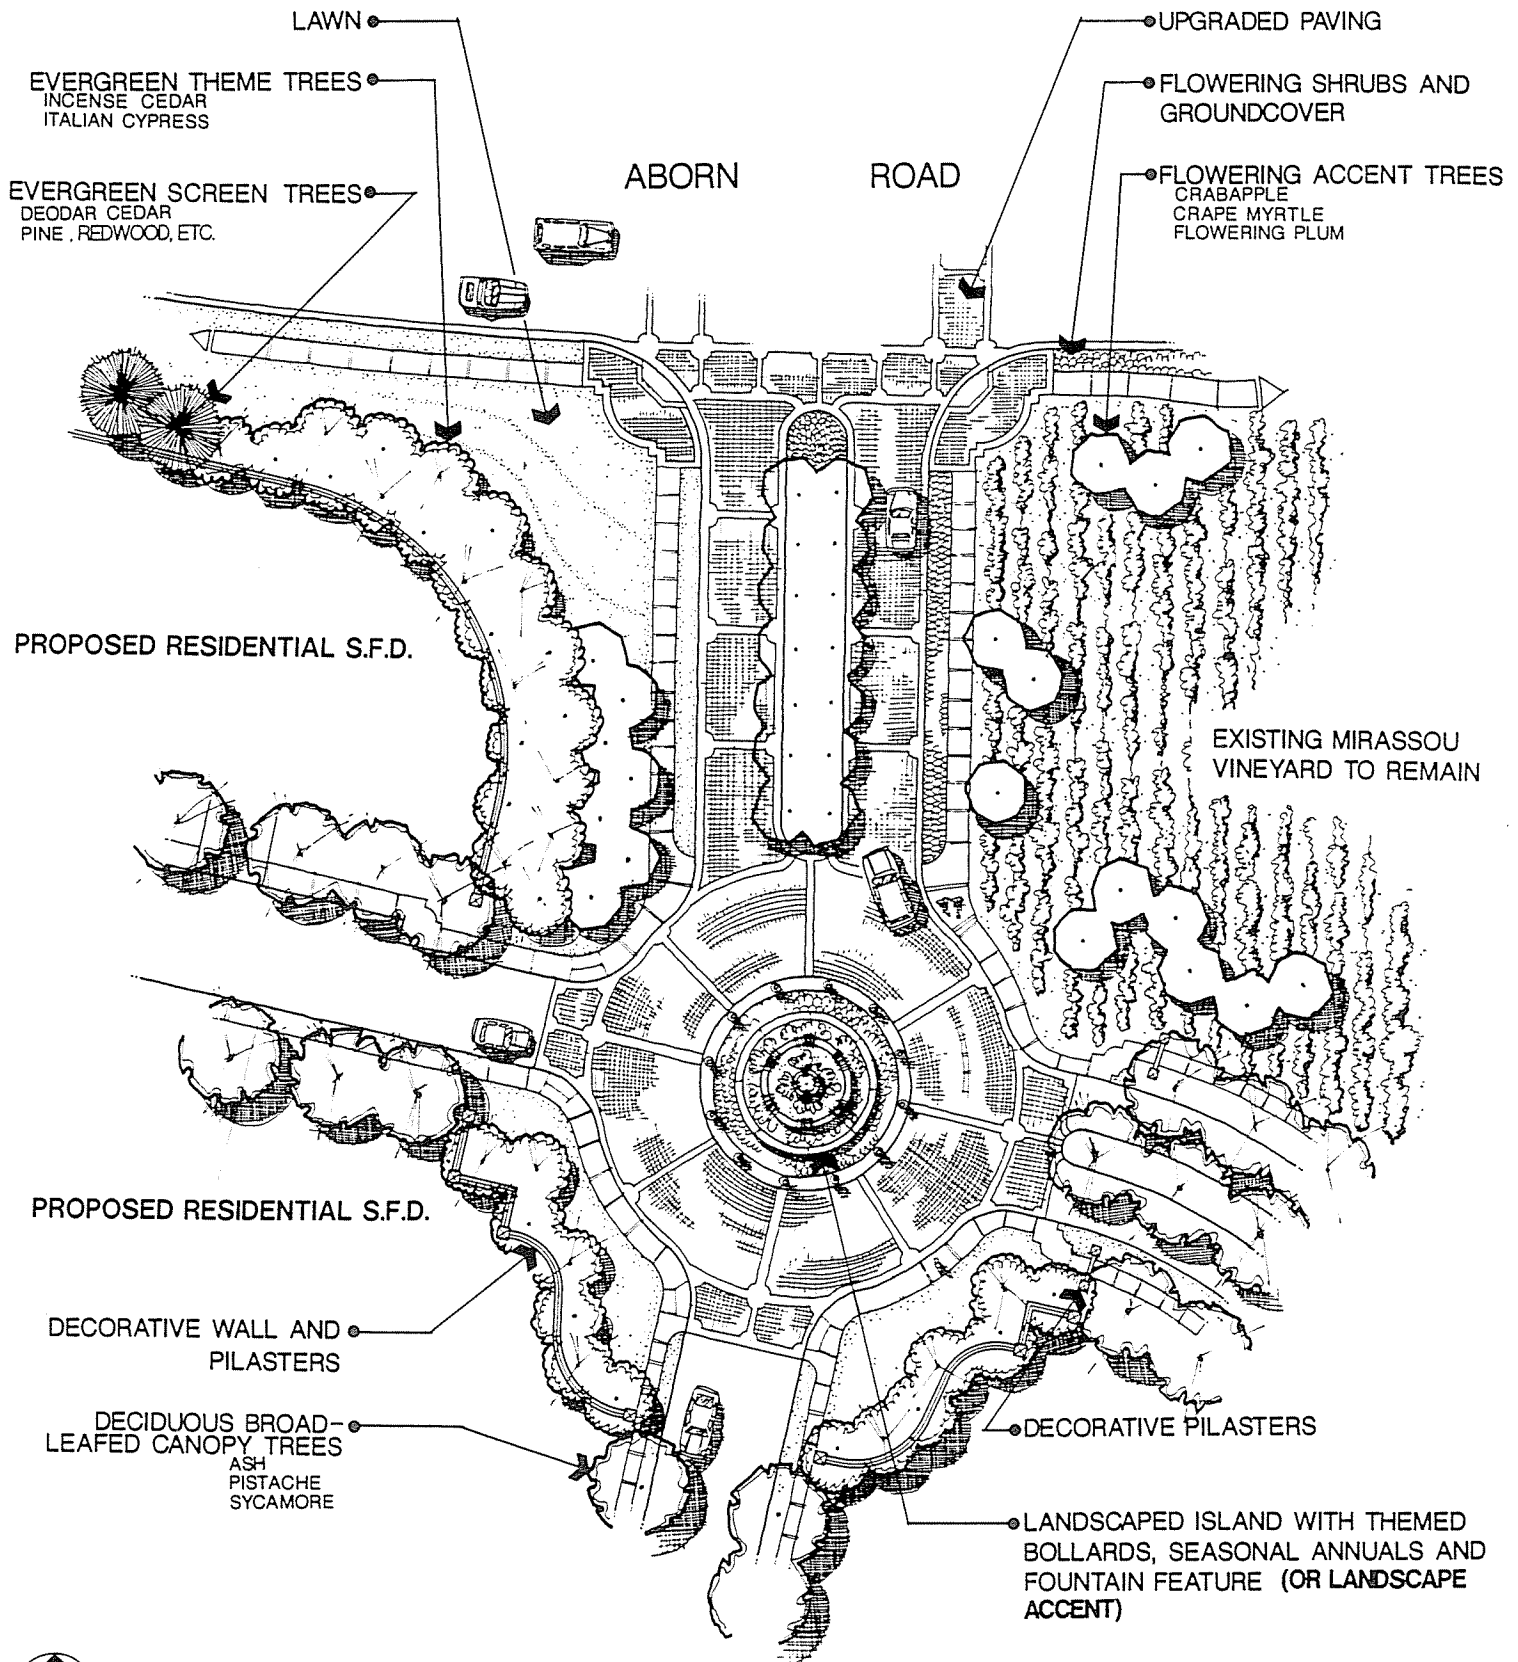 LAWN
UPGRADED PAVING
EVERGREEN THEME TREES
INCENSE CEDAR
ITALIAN CYPRESS
FLOWERING SHRUBS AND
GROUNDCOVER
ABORN ROAD
EVERGREEN SCREEN TREES
DEODAR CEDAR
PINE, REDWOOD, ETC.
FLOWERING ACCENT TREES
CRABAPPLE
CRAPE MYRTLE
FLOWERING PLUM
PROPOSED RESIDENTIAL S.F.D.
EXISTING MIRASSOU
VINEYARD TO REMAIN
PROPOSED RESIDENTIAL S.F.D.
DECORATIVE WALL AND
PILASTERS
DECIDUOUS BROAD-
LEAFED CANOPY TREES
ASH
PISTACHE
SYCAMORE
DECORATIVE PILASTERS
LANDSCAPED ISLAND WITH THEMED
BOLLARDS, SEASONAL ANNUALS AND
FOUNTAIN FEATURE (OR LANDSCAPE
ACCENT)